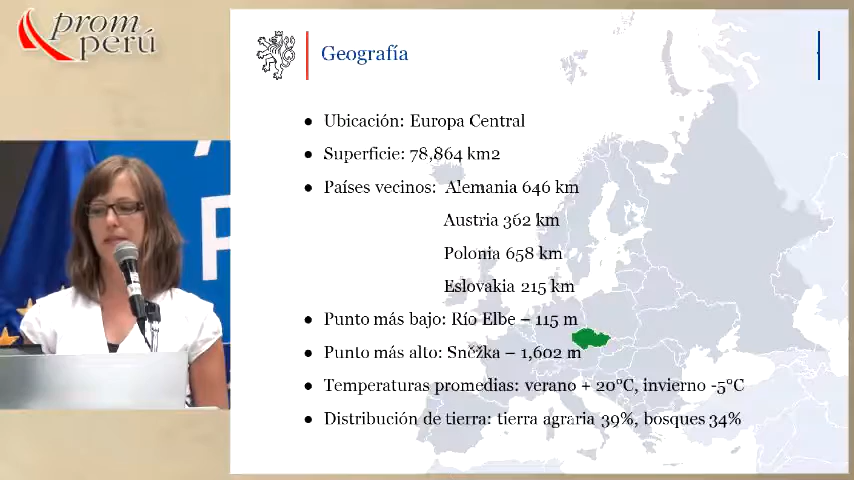 prom
perú
Geografía
● Ubicación: Europa Central
● Superficie: 78,864 km2
● Países vecinos: Alemania 646 km
Austria 362 km
Polonia 658 km
Eslovakia 215 km
● Punto más bajo: Río Elbe – 115 m
● Punto más alto: Sněžka – 1,602 m
● Temperaturas promedias: verano + 20°C, invierno -5°C
● Distribución de tierra: tierra agraria 39%, bosques 34%